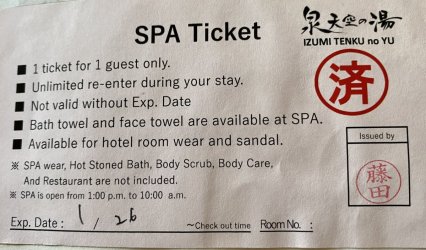 SPA Ticket
泉天空の湯
IZUMI TENKU no YU
■ 1 ticket for 1 guest only.
■ Unlimited re-enter during your stay.
■ Not valid without Exp. Date
■ Bath towel and face towel are available at SPA.
■ Available for hotel room wear and sandal.
済
※ SPA wear, Hot Stoned Bath, Body Scrub, Body Care,
And Restaurant are not included.
※ SPA is open from 1:00 p.m. to 10:00 a.m.
Issued by
藤田
Exp. Date : 1 / 26 ~Check out time Room No. :